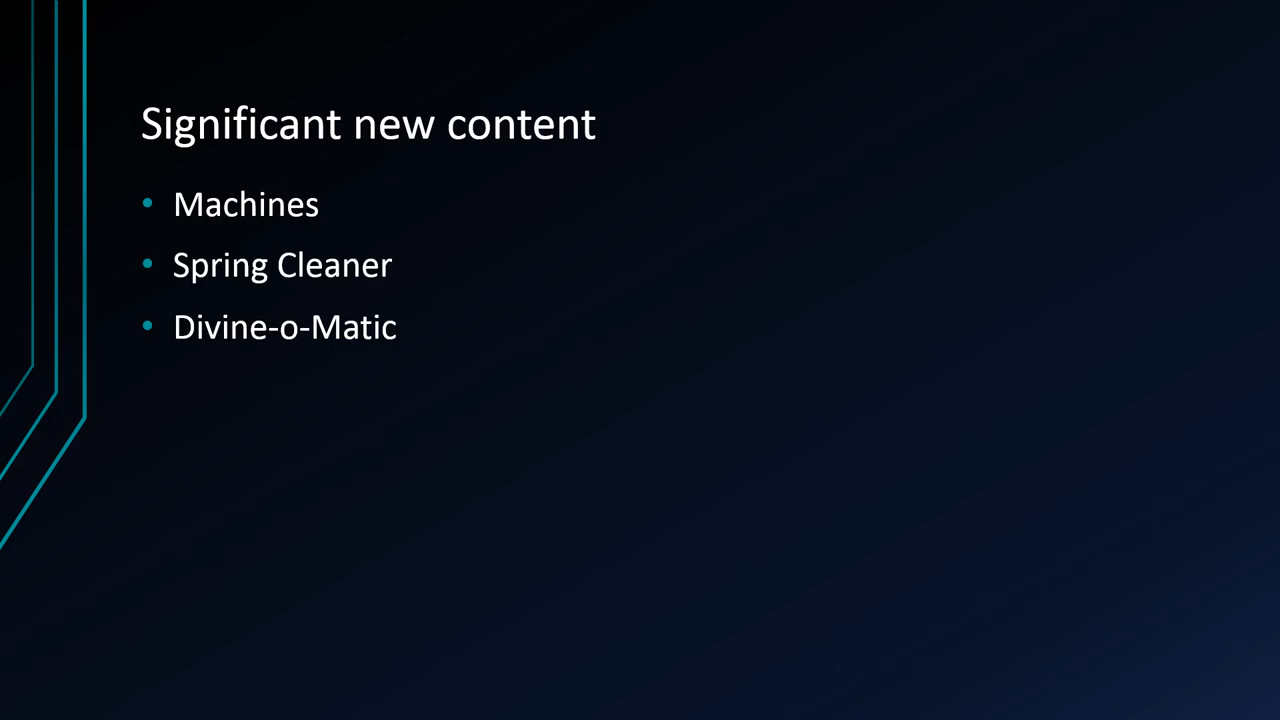 Significant new content
• Machines
• Spring Cleaner
• Divine-o-Matic